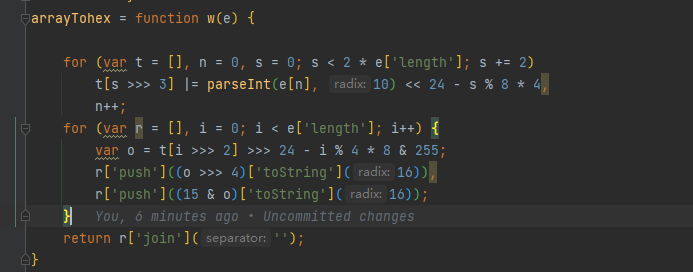 arrayTohex = function w(e) {
for (var t = [], n = 0, s = 0; s < 2 * e['length']; s += 2)
t[s >>> 3] |= parseInt(e[n], radix: 10) << 24 - s % 8 * 4,
n++;
for (var r = [], i = 0; i < e['length']; i++) {
var o = t[i >>> 2] >>> 24 - i % 4 * 8 & 255;
r['push']((o >>> 4)['toString']( radix: 16)),
r['push']((15 & o)['toString']( radix: 16));
} You, 6 minutes ago • Uncommitted changes
return r['join']( separator: '');
}